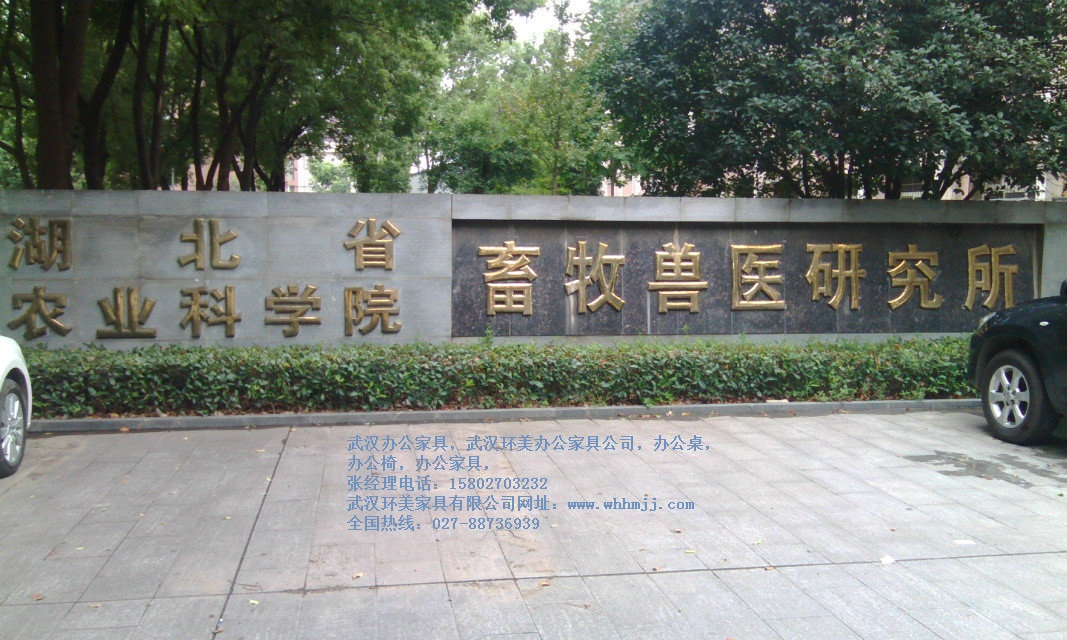 湖北省
农业科学院
畜牧兽医研究所
武汉办公家具，武汉环美办公家具公司，办公桌，
办公椅，办公家具，
张经理电话：15802703232
武汉环美家具有限公司网址：www.whhmjj.com
全国热线：027-88736939